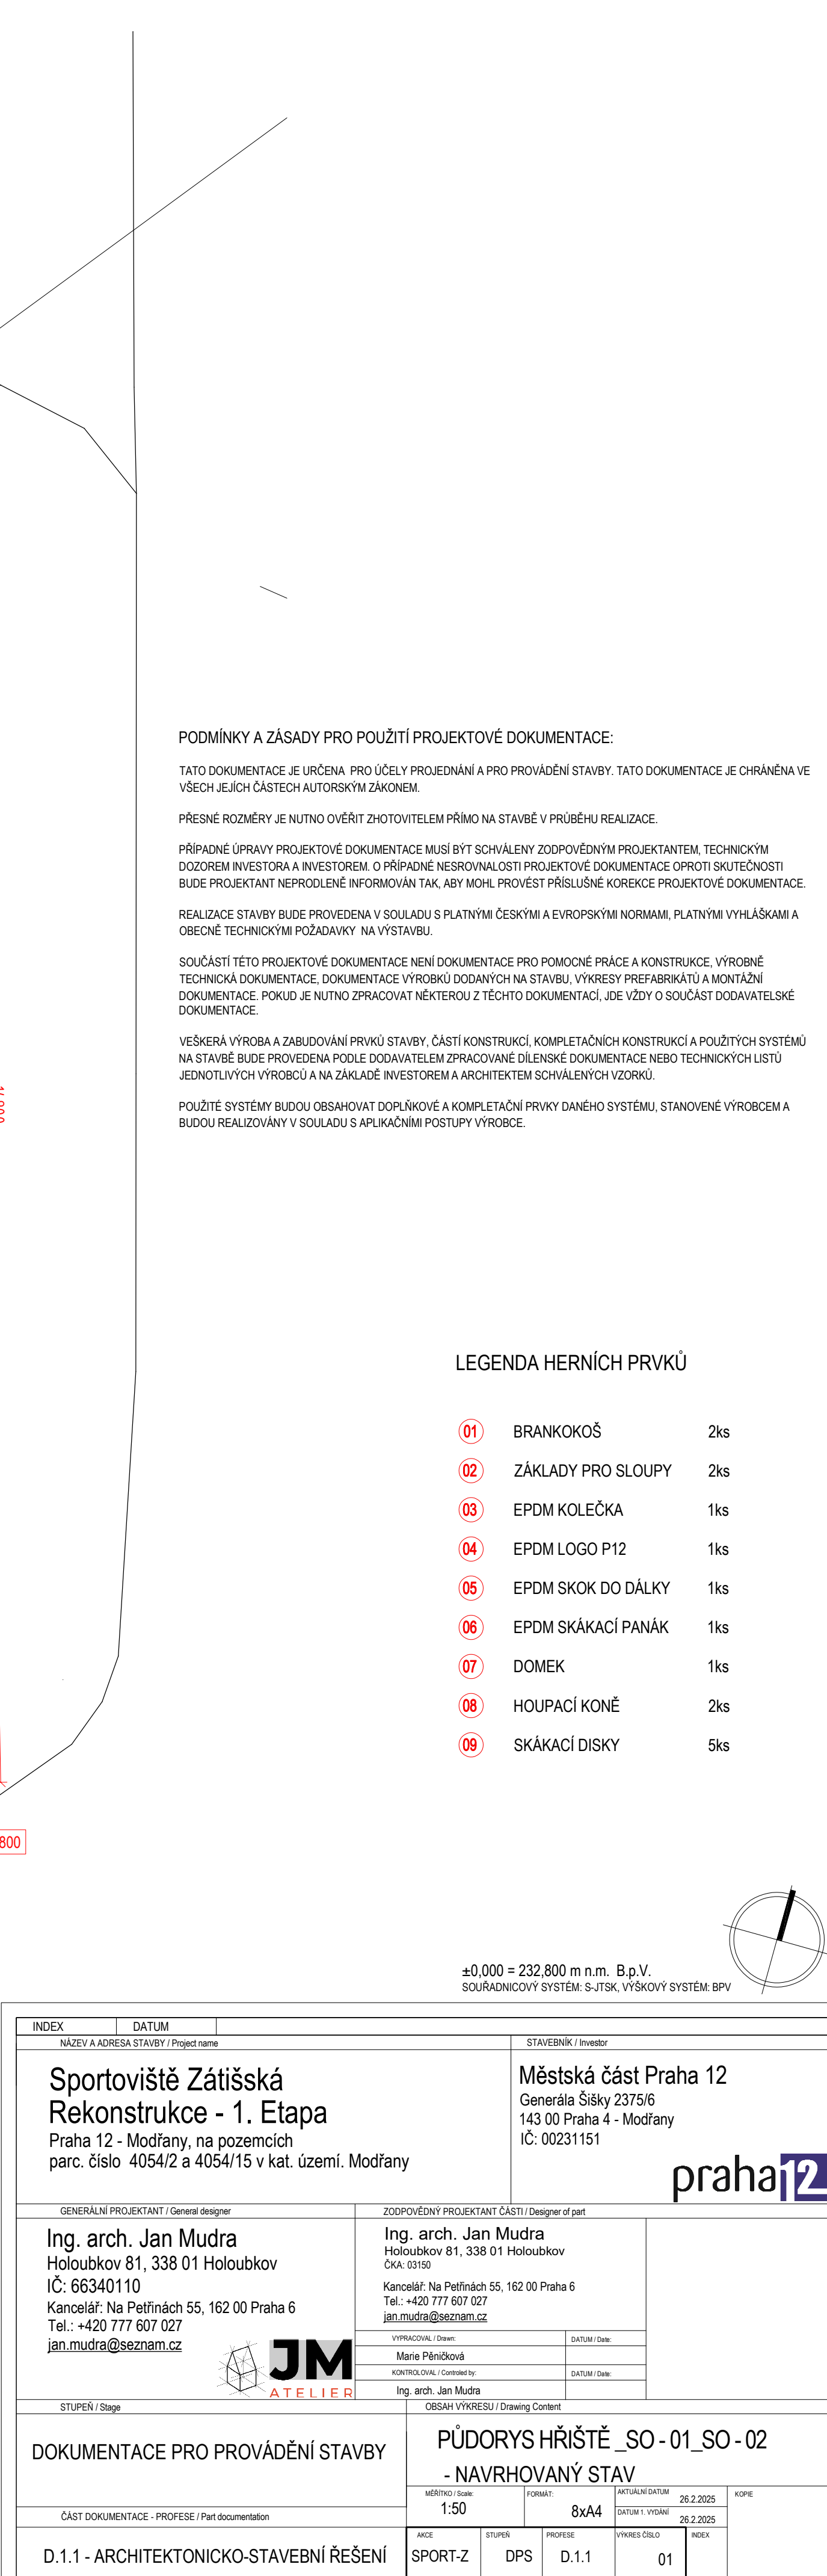 PODMÍNKY A ZÁSADY PRO POUŽITÍ PROJEKTOVÉ DOKUMENTACE:
TATO DOKUMENTACE JE URČENA PRO ÚČELY PROJEDNÁNÍ A PRO PROVÁDĚNÍ STAVBY. TATO DOKUMENTACE JE CHRÁNĚNA VE
VŠECH JEJÍCH ČÁSTECH AUTORSKÝM ZÁKONEM.
PŘESNÉ ROZMĚRY JE NUTNO OVĚŘIT ZHOTOVITELEM PŘÍMO NA STAVBĚ V PRŮBĚHU REALIZACE.
PŘÍPADNÉ ÚPRAVY PROJEKTOVÉ DOKUMENTACE MUSÍ BÝT SCHVÁLENY ZODPOVĚDNÝM PROJEKTANTEM, TECHNICKÝM
DOZOREM INVESTORA A INVESTOREM. O PŘÍPADNÉ NESROVNALOSTI PROJEKTOVÉ DOKUMENTACE OPROTI SKUTEČNOSTI
BUDE PROJEKTANT NEPRODLENĚ INFORMOVÁN TAK, ABY MOHL PROVÉST PŘÍSLUŠNÉ KOREKCE PROJEKTOVÉ DOKUMENTACE.
REALIZACE STAVBY BUDE PROVEDENA V SOULADU S PLATNÝMI ČESKÝMI A EVROPSKÝMI NORMAMI, PLATNÝMI VYHLÁŠKAMI A
OBECNĚ TECHNICKÝMI POŽADAVKY NA VÝSTAVBU.
SOUČÁSTÍ TÉTO PROJEKTOVÉ DOKUMENTACE NENÍ DOKUMENTACE PRO POMOCNÉ PRÁCE A KONSTRUKCE, VÝROBNĚ
TECHNICKÁ DOKUMENTACE, DOKUMENTACE VÝROBKŮ DODANÝCH NA STAVBU, VÝKRESY PREFABRIKÁTŮ A MONTÁŽNÍ
DOKUMENTACE. POKUD JE NUTNO ZPRACOVAT NĚKTEROU Z TĚCHTO DOKUMENTACÍ, JDE VŽDY O SOUČÁST DODAVATELSKÉ
DOKUMENTACE.
VEŠKERÁ VÝROBA A ZABUDOVÁNÍ PRVKŮ STAVBY, ČÁSTÍ KONSTRUKCÍ, KOMPLETAČNÍCH KONSTRUKCÍ A POUŽITÝCH SYSTÉMŮ
NA STAVBĚ BUDE PROVEDENA PODLE DODAVATELEM ZPRACOVANÉ DÍLENSKÉ DOKUMENTACE NEBO TECHNICKÝCH LISTŮ
JEDNOTLIVÝCH VÝROBCŮ A NA ZÁKLADĚ INVESTOREM A ARCHITEKTEM SCHVÁLENÝCH VZORKŮ.
POUŽITÉ SYSTÉMY BUDOU OBSAHOVAT DOPLŇKOVÉ A KOMPLETAČNÍ PRVKY DANÉHO SYSTÉMU, STANOVENÉ VÝROBCEM A
BUDOU REALIZOVÁNY V SOULADU S APLIKAČNÍMI POSTUPY VÝROBCE.
LEGENDA HERNÍCH PRVKŮ
01 BRANKOKOŠ 2ks
02 ZÁKLADY PRO SLOUPY 2ks
03 EPDM KOLEČKA 1ks
04 EPDM LOGO P12 1ks
05 EPDM SKOK DO DÁLKY 1ks
06 EPDM SKÁKACÍ PANÁK 1ks
07 DOMEK 1ks
08 HOUPACÍ KONĚ 2ks
09 SKÁKACÍ DISKY 5ks
800
±0,000 = 232,800 m n.m. B.p.V.
SOUŘADNICOVÝ SYSTÉM: S-JTSK, VÝŠKOVÝ SYSTÉM: BPV
INDEX DATUM
NÁZEV A ADRESA STAVBY / Project name
Sportoviště Zátišská
Rekonstrukce - 1. Etapa
Praha 12 - Modřany, na pozemcích
parc. číslo 4054/2 a 4054/15 v kat. území. Modřany
STAVEBNÍK / Investor
Městská část Praha 12
Generála Šišky 2375/6
143 00 Praha 4 - Modřany
IČ: 00231151
praha12
GENERÁLNÍ PROJEKTANT / General designer
Ing. arch. Jan Mudra
Holoubkov 81, 338 01 Holoubkov
IČ: 66340110
Kancelář: Na Petřinách 55, 162 00 Praha 6
Tel.: +420 777 607 027
jan.mudra@seznam.cz
JM
ATELIER
ZODPOVĚDNÝ PROJEKTANT ČÁSTI / Designer of part
Ing. arch. Jan Mudra
Holoubkov 81, 338 01 Holoubkov
ČKA: 03150
Kancelář: Na Petřinách 55, 162 00 Praha 6
Tel.: +420 777 607 027
jan.mudra@seznam.cz
VYPRACOVAL / Drawn: DATUM / Date:
Marie Pěničková
KONTROLOVAL / Controled by: DATUM / Date:
Ing. arch. Jan Mudra
STUPEŇ / Stage
DOKUMENTACE PRO PROVÁDĚNÍ STAVBY
OBSAH VÝKRESU / Drawing Content
PŮDORYS HŘIŠTĚ _SO - 01_SO - 02
- NAVRHOVANÝ STAV
MĚŘÍTKO / Scale: FORMÁT: AKTUÁLNÍ DATUM KOPIE
1:50 8xA4 26.2.2025
DATUM 1. VYDÁNÍ
26.2.2025
ČÁST DOKUMENTACE - PROFESE / Part documentation
D.1.1 - ARCHITEKTONICKO-STAVEBNÍ ŘEŠENÍ
AKCE STUPEŇ PROFESE VÝKRES ČÍSLO INDEX
SPORT-Z DPS D.1.1 01